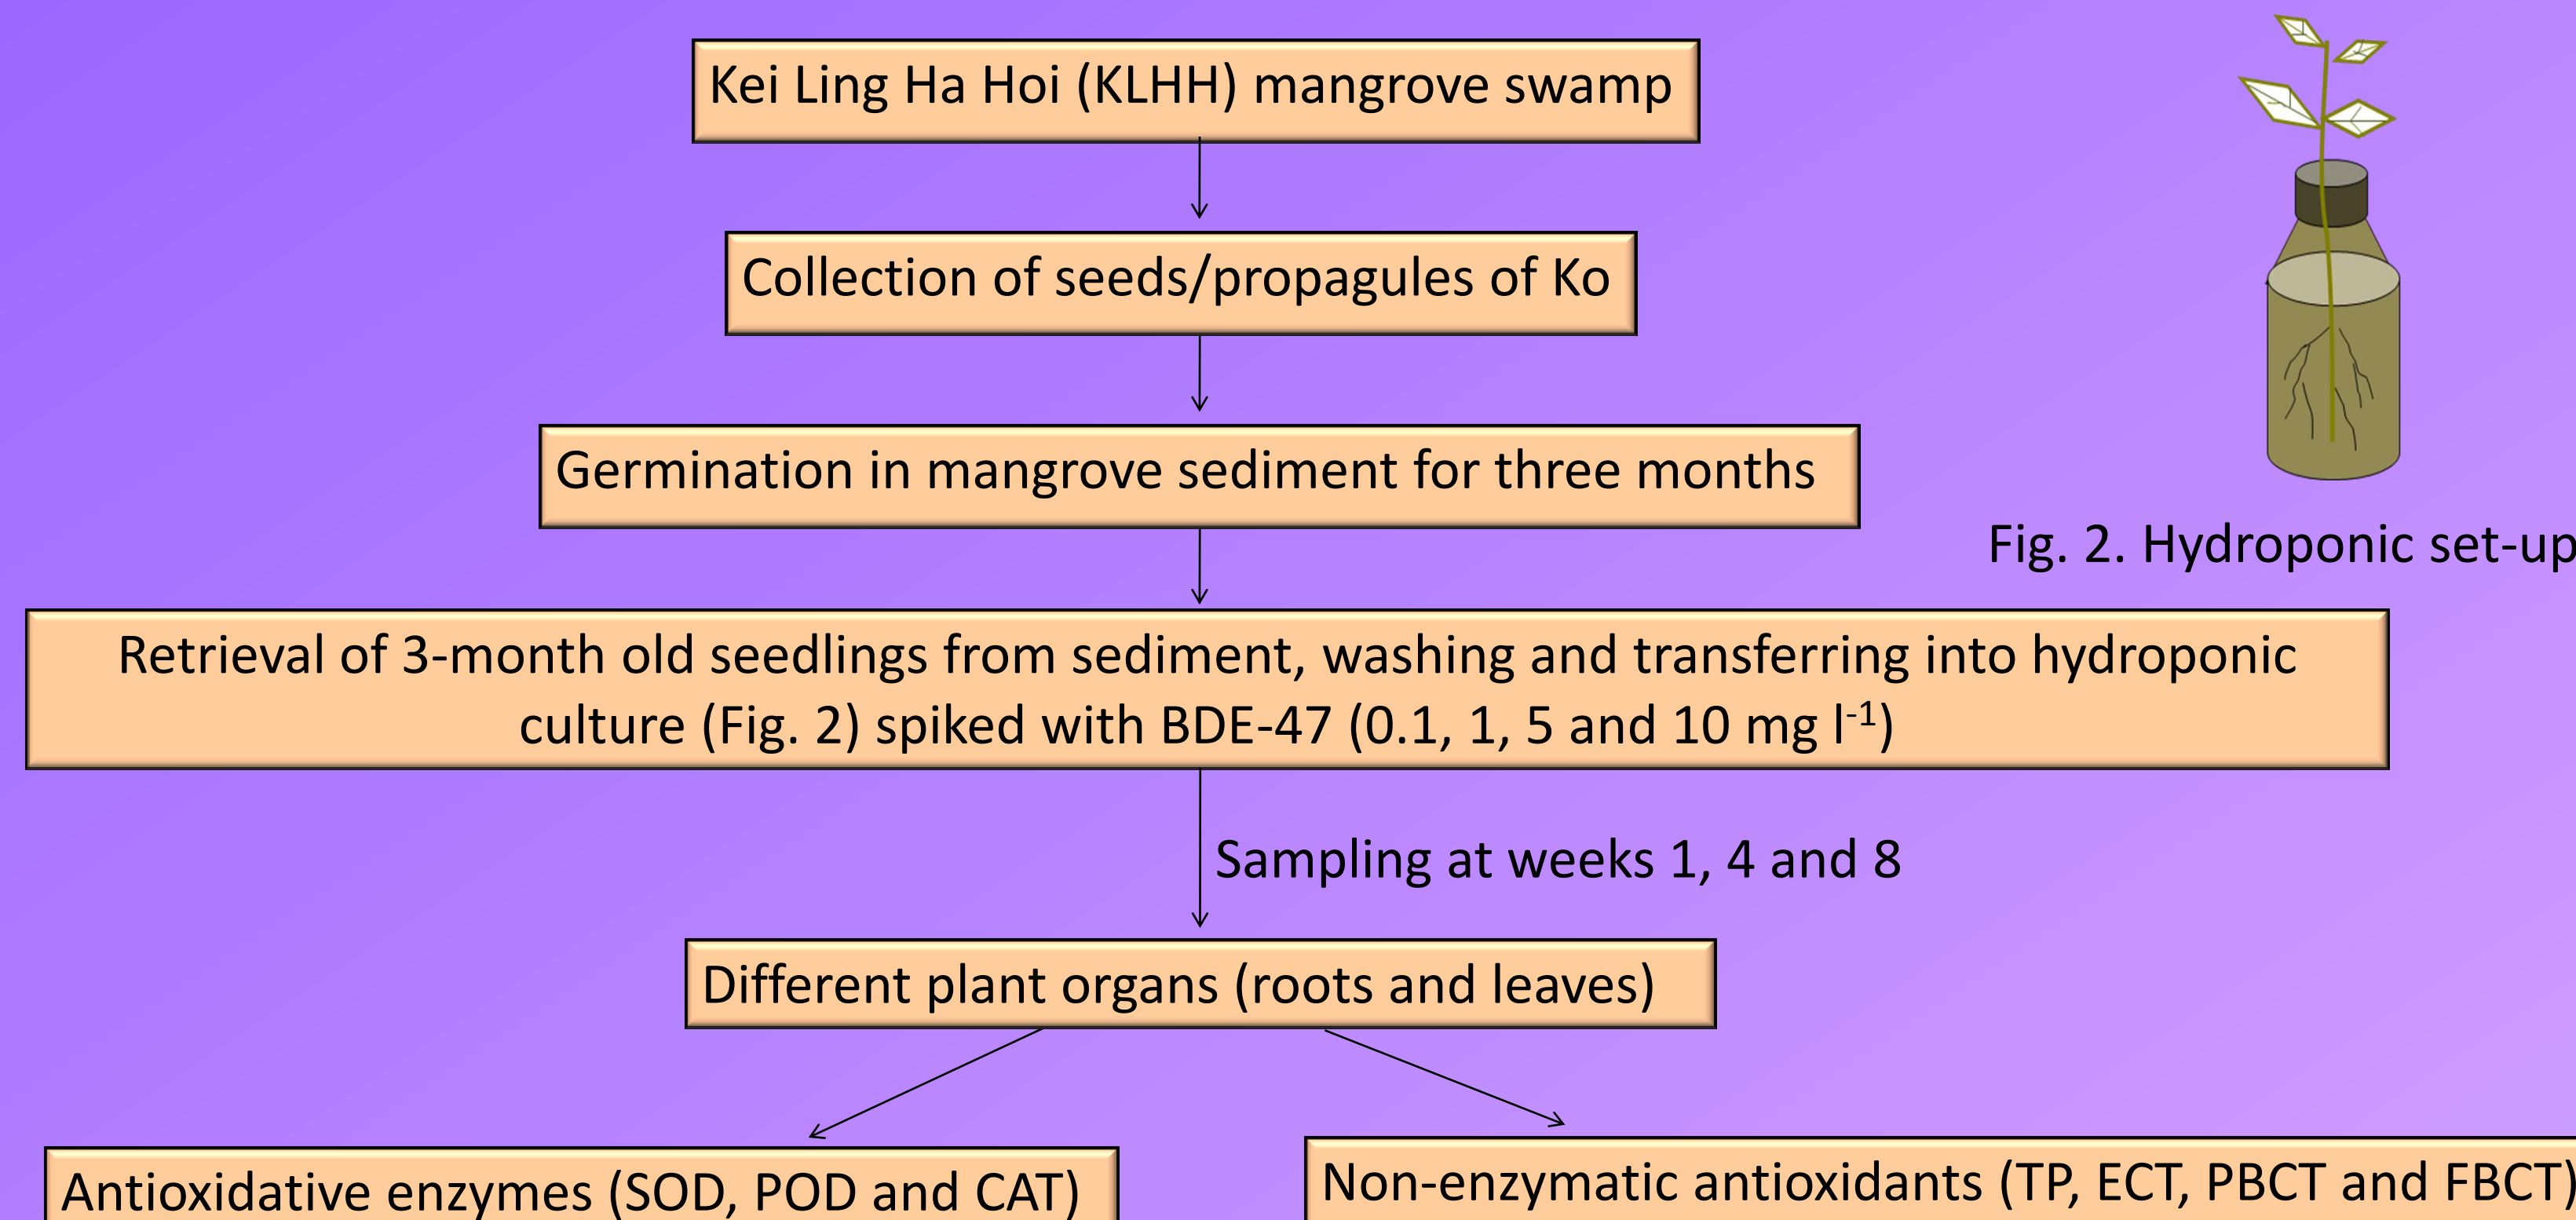 Kei Ling Ha Hoi (KLHH) mangrove swamp
Collection of seeds/propagules of Ko
Germination in mangrove sediment for three months
Fig. 2. Hydroponic set-up
Retrieval of 3-month old seedlings from sediment, washing and transferring into hydroponic
culture (Fig. 2) spiked with BDE-47 (0.1, 1, 5 and 10 mg l⁻¹)
Sampling at weeks 1, 4 and 8
Different plant organs (roots and leaves)
Antioxidative enzymes (SOD, POD and CAT)
Non-enzymatic antioxidants (TP, ECT, PBCT and FBCT)